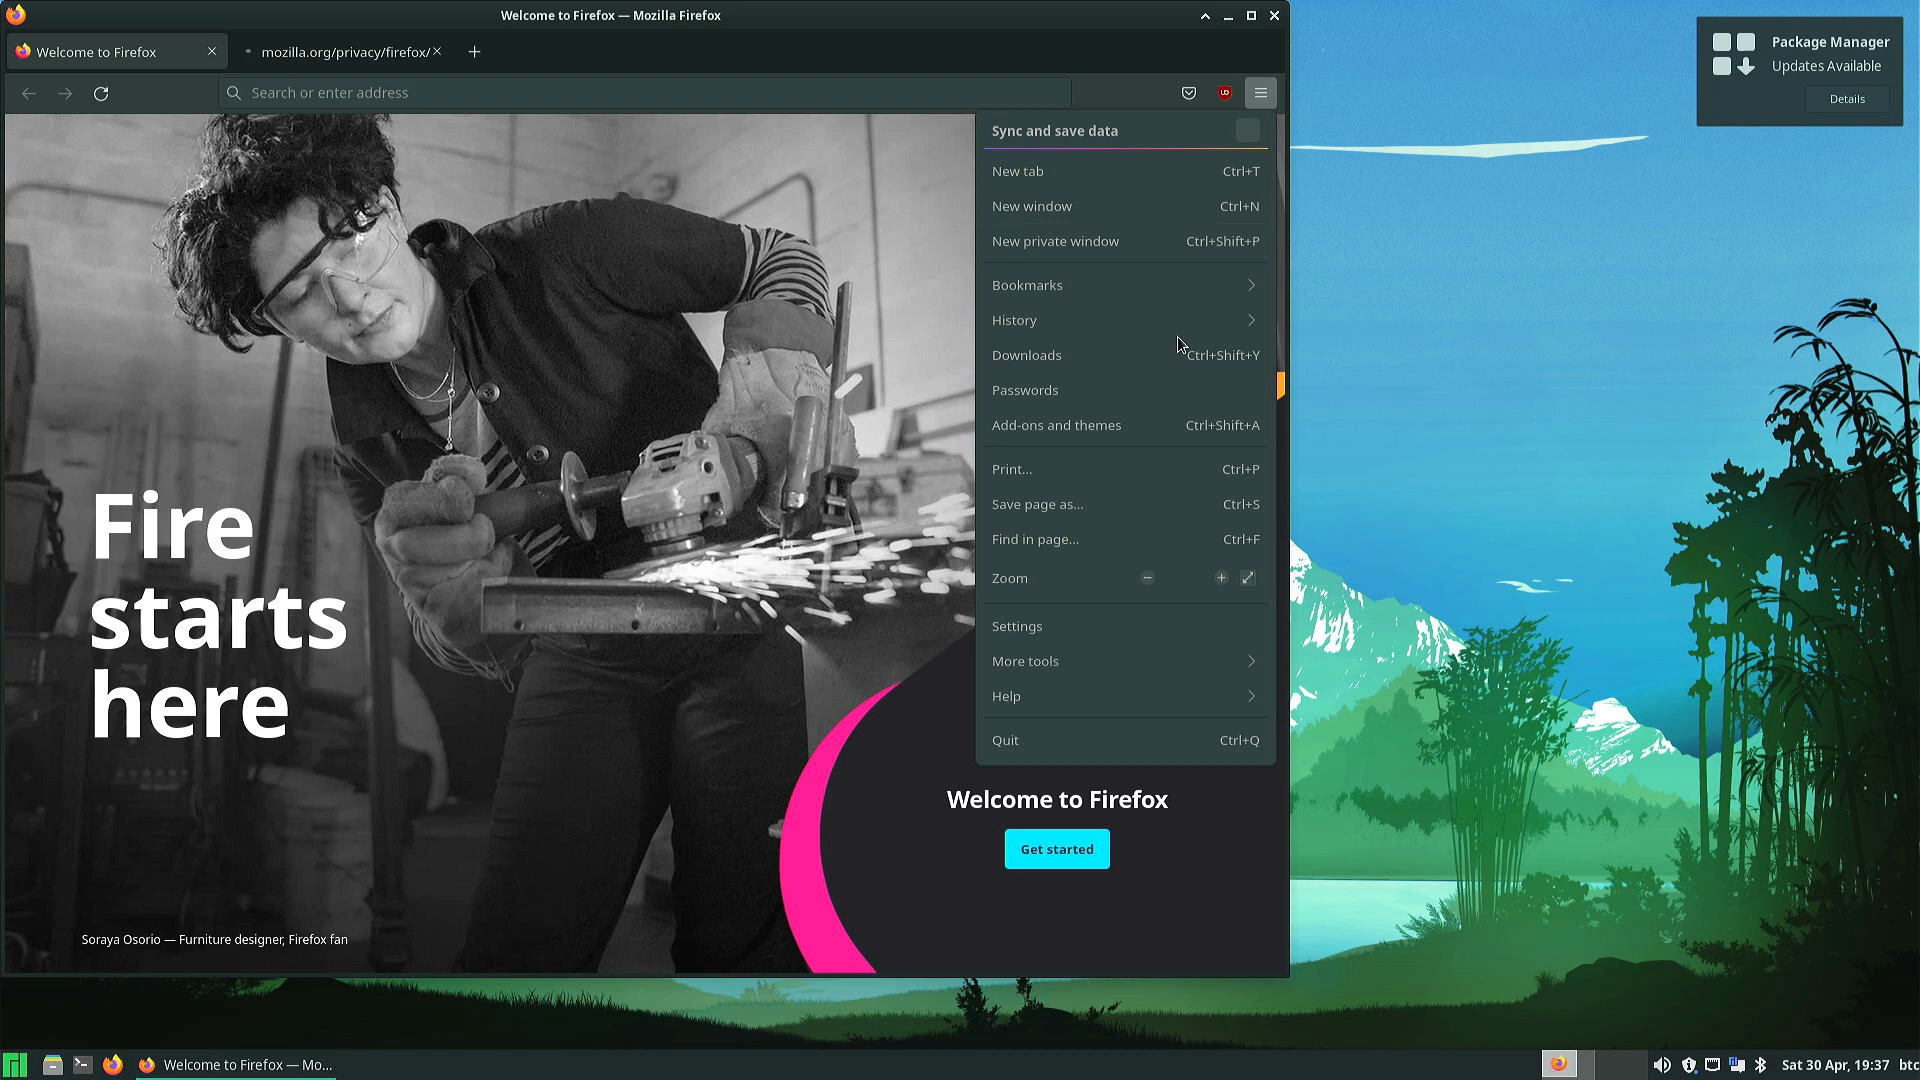 Welcome to Firefox — Mozilla Firefox
Welcome to Firefox
mozilla.org/privacy/firefox/
Search or enter address
Package Manager
Updates Available
Details
Sync and save data
New tab Ctrl+T
New window Ctrl+N
New private window Ctrl+Shift+P
Bookmarks
History
Downloads Ctrl+Shift+Y
Passwords
Add-ons and themes Ctrl+Shift+A
Print... Ctrl+P
Save page as... Ctrl+S
Find in page... Ctrl+F
Zoom
Settings
More tools
Help
Quit Ctrl+Q
Fire
starts
here
Welcome to Firefox
Get started
Soraya Osorio — Furniture designer, Firefox fan
Welcome to Firefox — Mo...
Sat 30 Apr, 19:37 btc